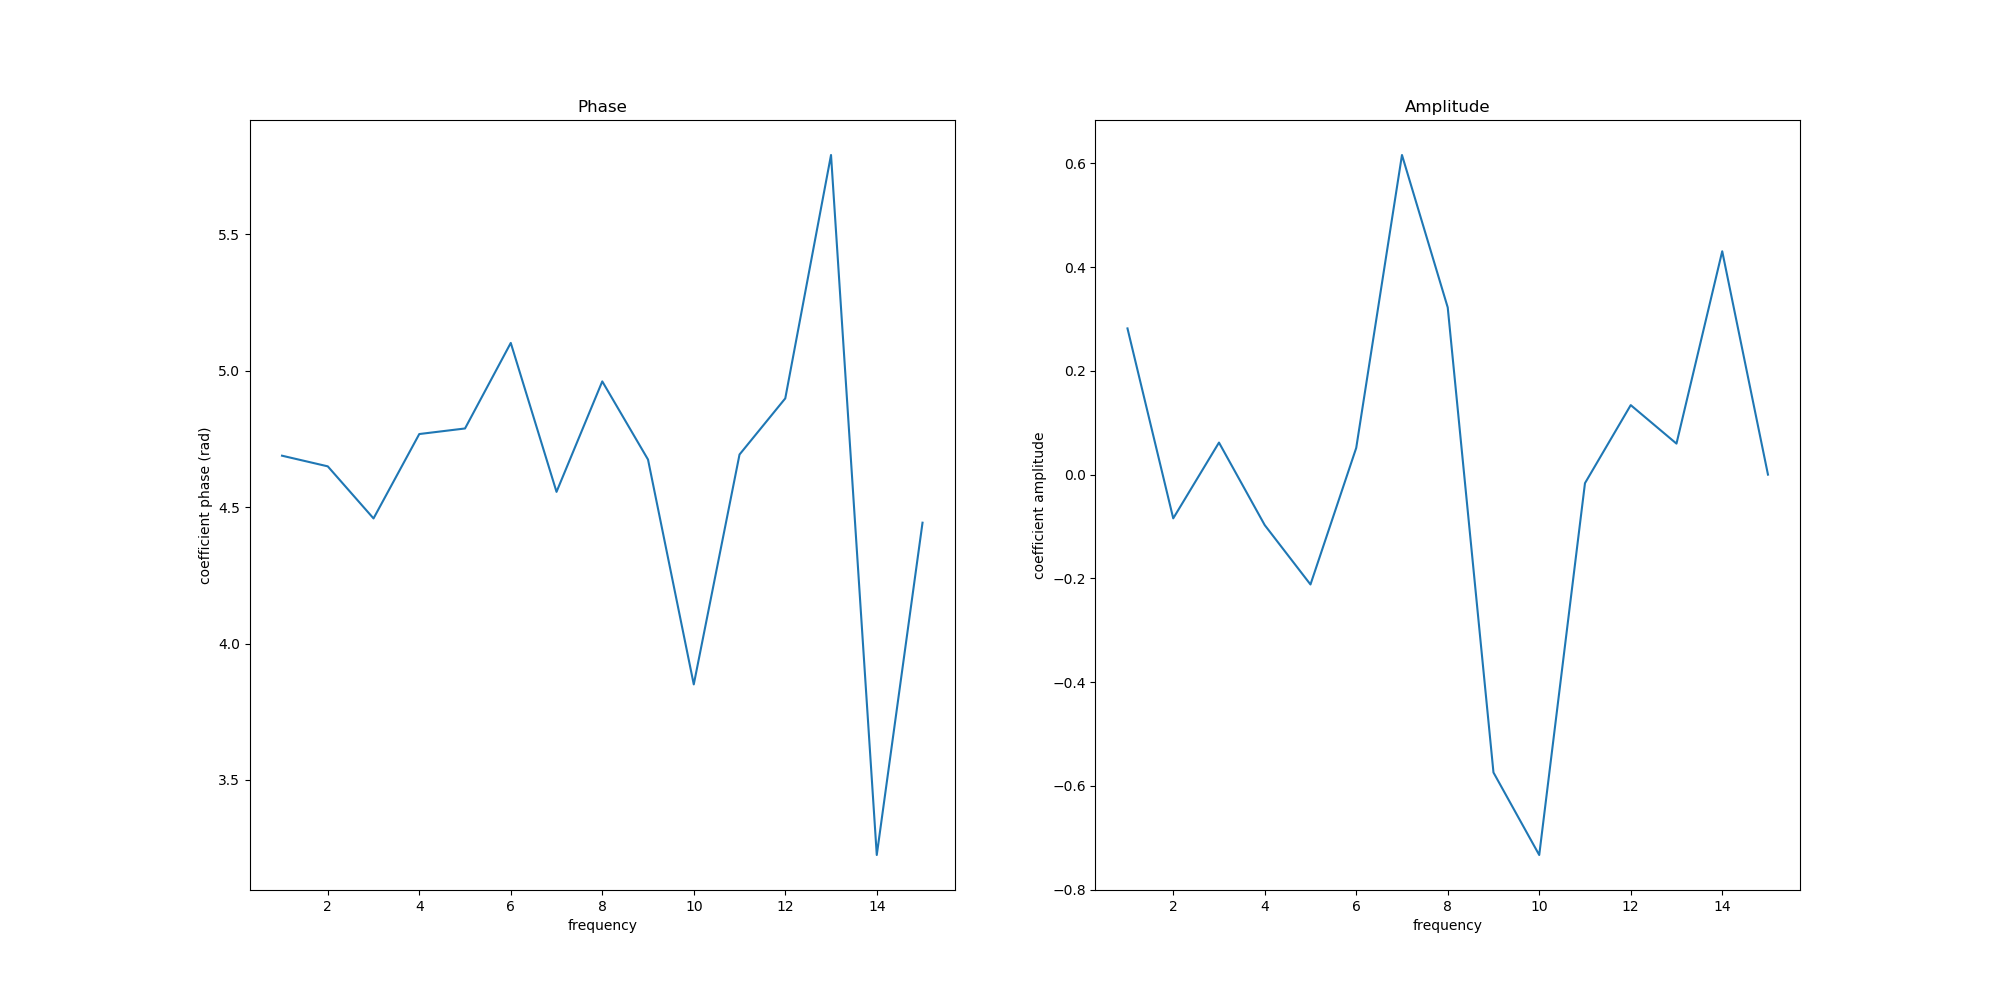 Phase
5.5
5.0
4.5
4.0
3.5
coefficient phase (rad)
2 4 6 8 10 12 14
frequency
Amplitude
0.6
0.4
0.2
0.0
−0.2
−0.4
−0.6
−0.8
coefficient amplitude
2 4 6 8 10 12 14
frequency